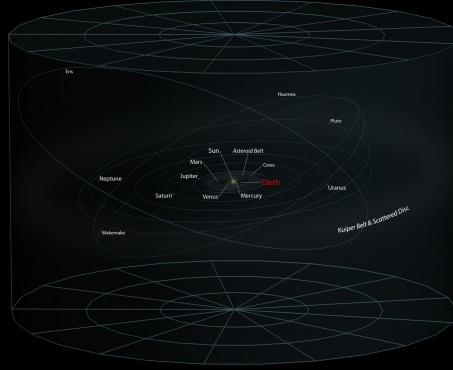 Eris
Haumea
Pluto
Sun
Asteroid Belt
Mars
Ceres
Jupiter
Neptune
Earth
Uranus
Saturn
Venus
Mercury
Kuiper Belt & Scattered Disc
Makemake